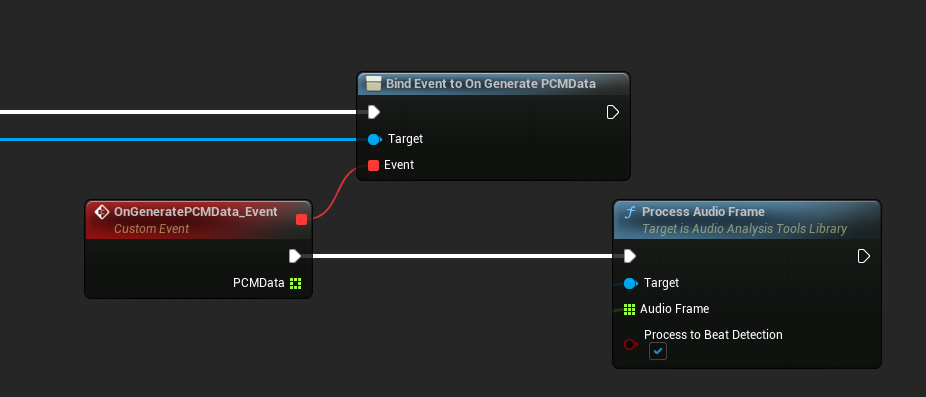 Bind Event to On Generate PCMData
Target
Event
OnGeneratePCMData_Event
Custom Event
PCMData
Process Audio Frame
Target is Audio Analysis Tools Library
Target
Audio Frame
Process to Beat Detection